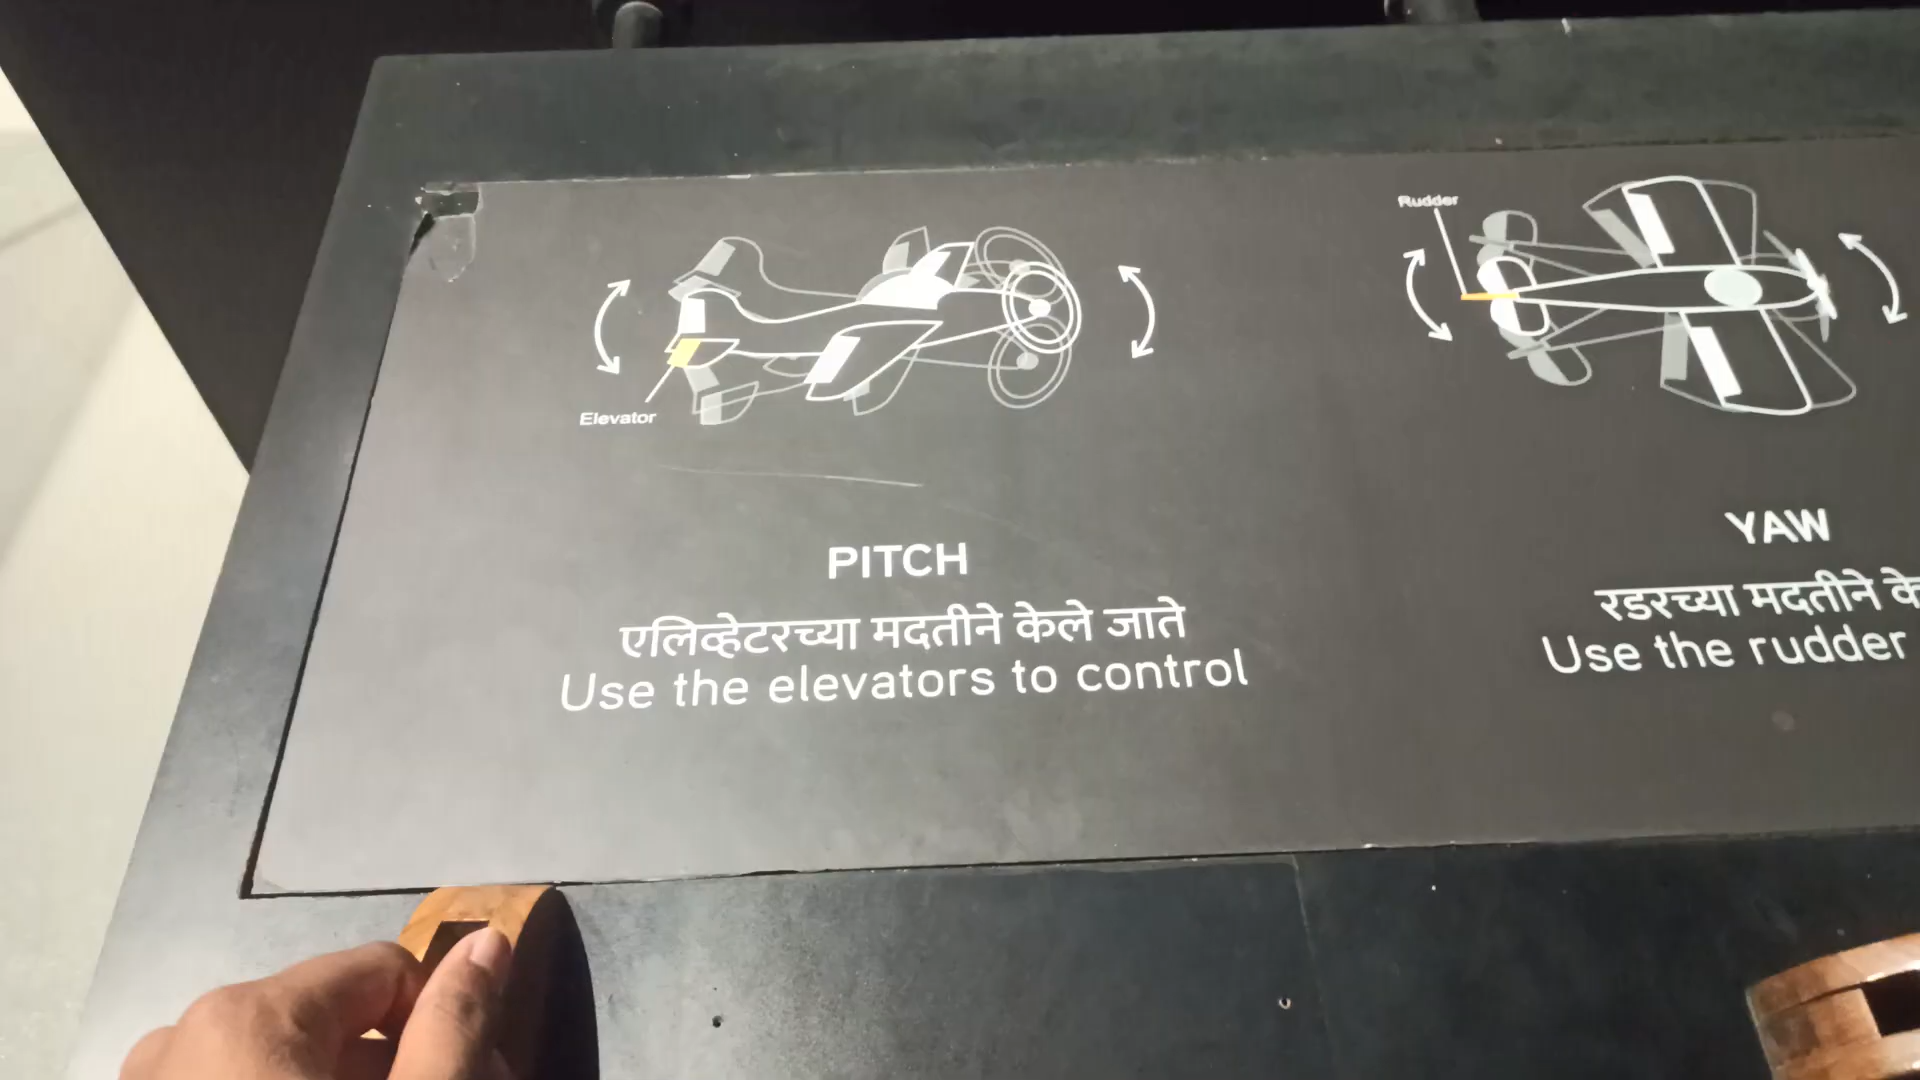 Elevator
PITCH
एलिव्हेटरच्या मदतीने केले जाते
Use the elevators to control
Rudder
YAW
रडरच्या मदतीने
Use the rudder